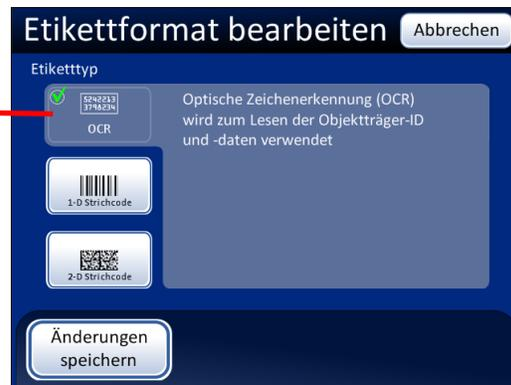 Etikettformat bearbeiten
Abbrechen
Etiketttyp
5242213
3798234
OCR
Optische Zeichenerkennung (OCR)
wird zum Lesen der Objektträger-ID
und -daten verwendet
1-D Strichcode
2-D Strichcode
Änderungen
speichern